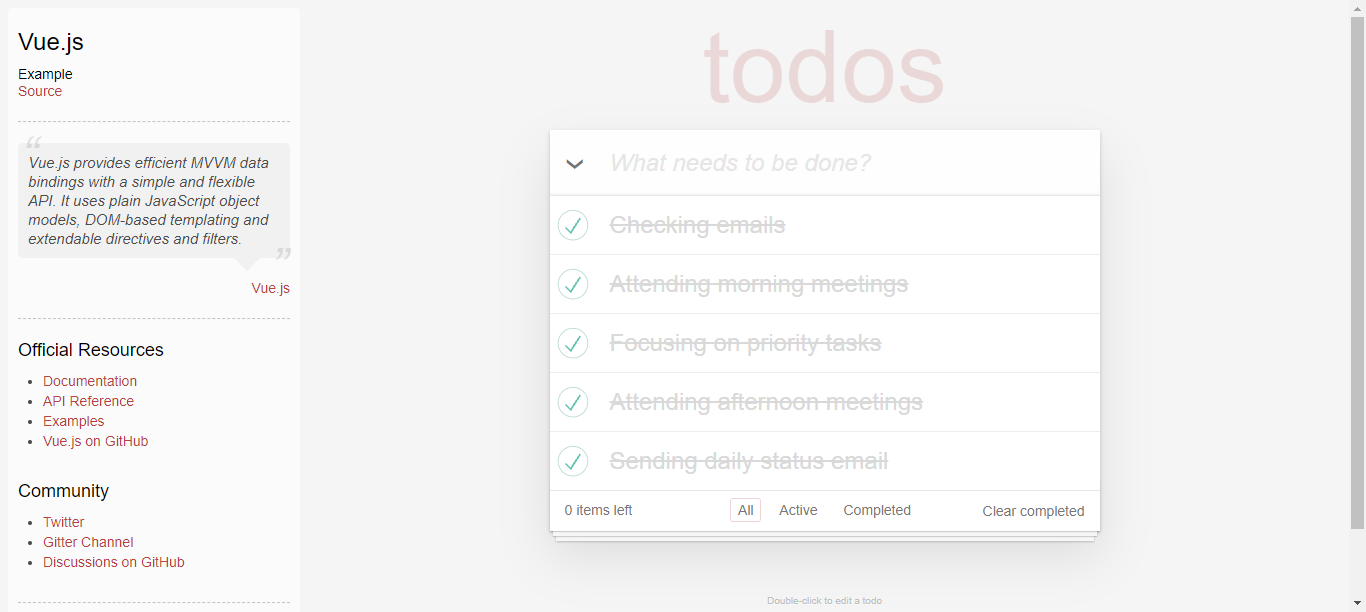 Vue.js
Example
Source
“
Vue.js provides efficient MVVM data
bindings with a simple and flexible
API. It uses plain JavaScript object
models, DOM-based templating and
extendable directives and filters.
”
Vue.js
Official Resources
• Documentation
• API Reference
• Examples
• Vue.js on GitHub
Community
• Twitter
• Gitter Channel
• Discussions on GitHub
todos
What needs to be done?
Checking emails
Attending morning meetings
Focusing on priority tasks
Attending afternoon meetings
Sending daily status email
0 items left All Active Completed Clear completed
Double-click to edit a todo